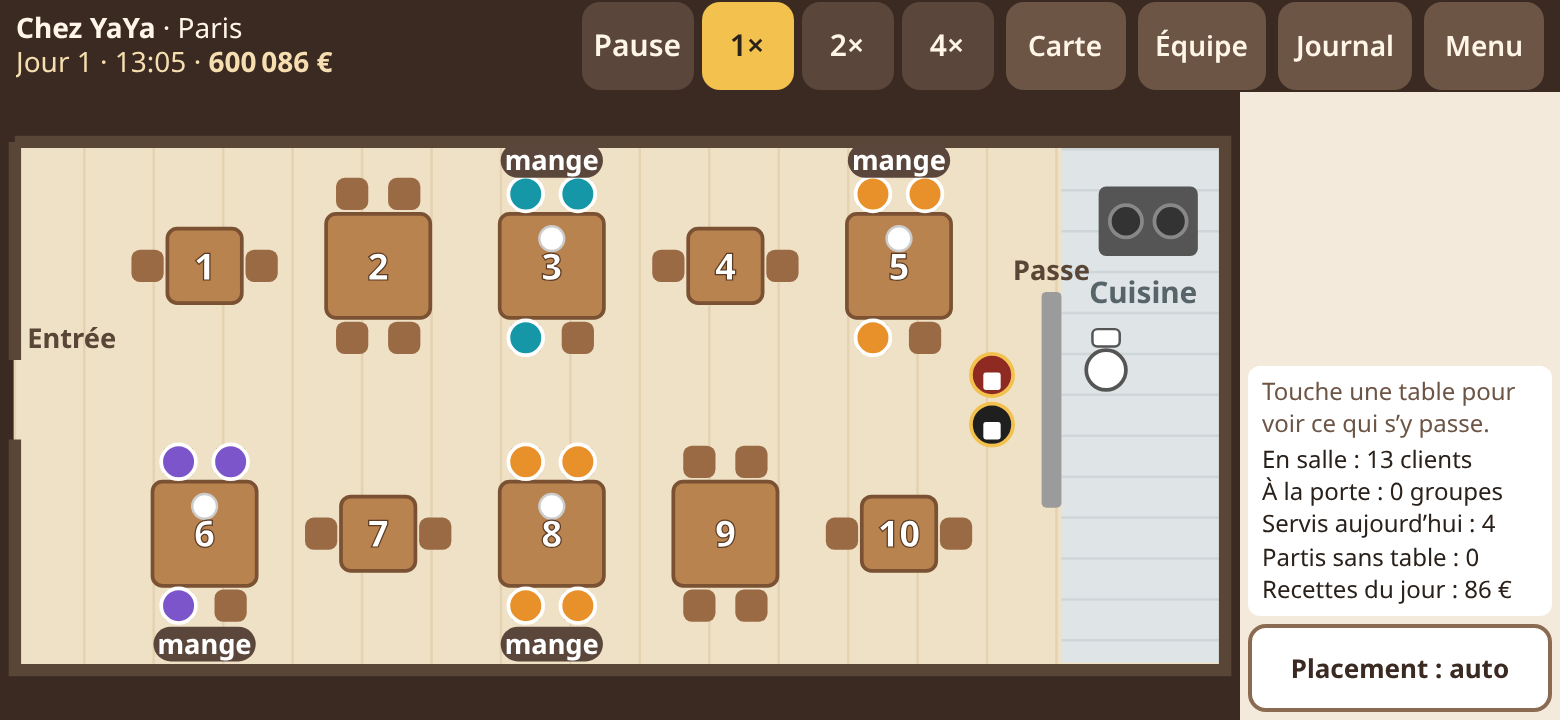 Chez YaYa · Paris
Jour 1 · 13:05 · 600 086 €
Pause
1×
2×
4×
Carte
Équipe
Journal
Menu
mange
mange
1
2
3
4
5
Passe
Cuisine
Entrée
6
7
8
9
10
mange
mange
Touche une table pour
voir ce qui s’y passe.
En salle : 13 clients
À la porte : 0 groupes
Servis aujourd’hui : 4
Partis sans table : 0
Recettes du jour : 86 €
Placement : auto